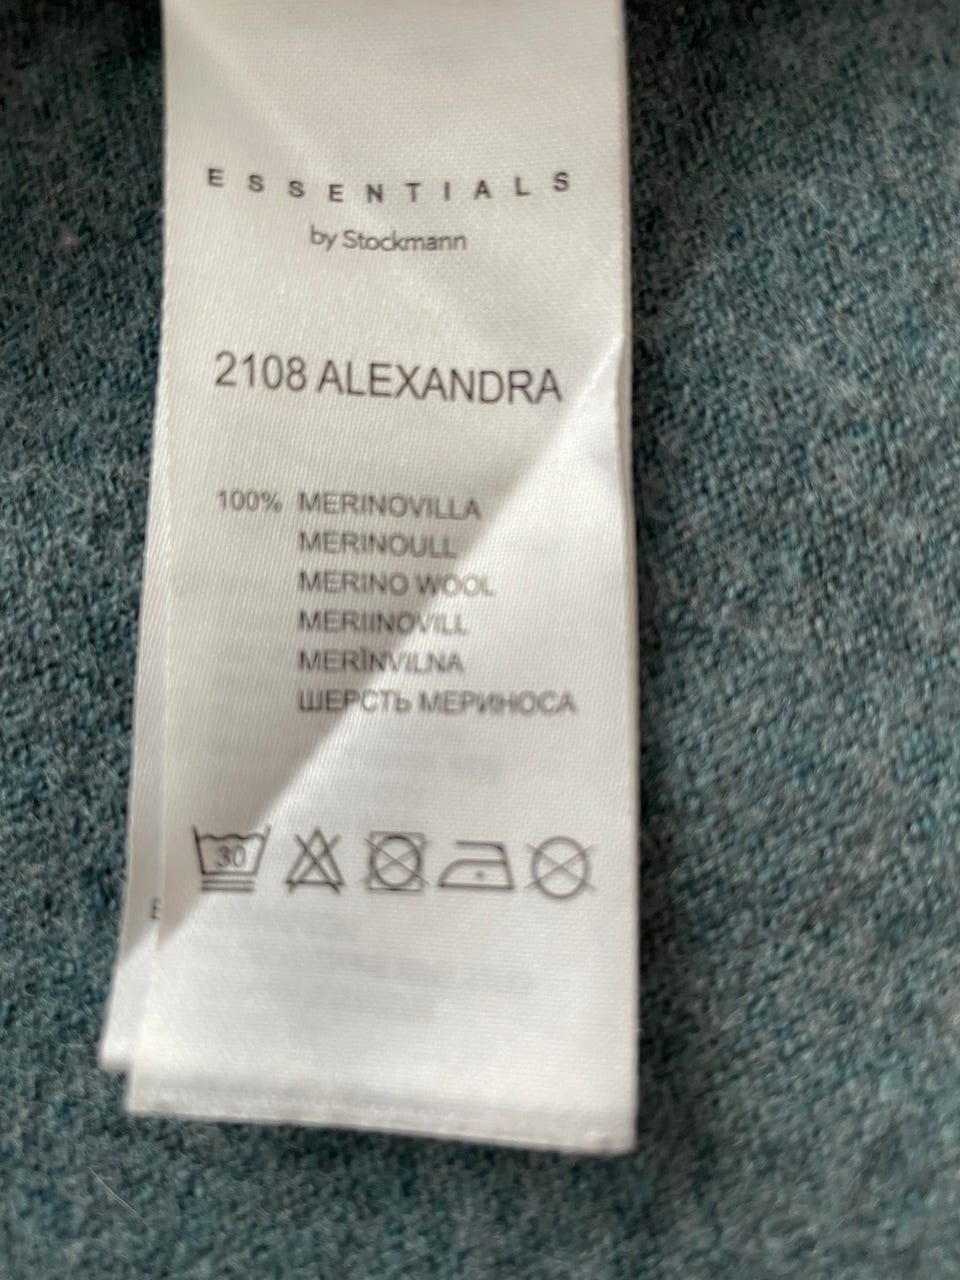 ESSENTIALS
by Stockmann
2108 ALEXANDRA
100% MERINOVILLA
MERINOULL
MERINO WOOL
MERIINOVILL
MERĪNVILNA
ШЕРСТЬ МЕРИНОСА
30
E